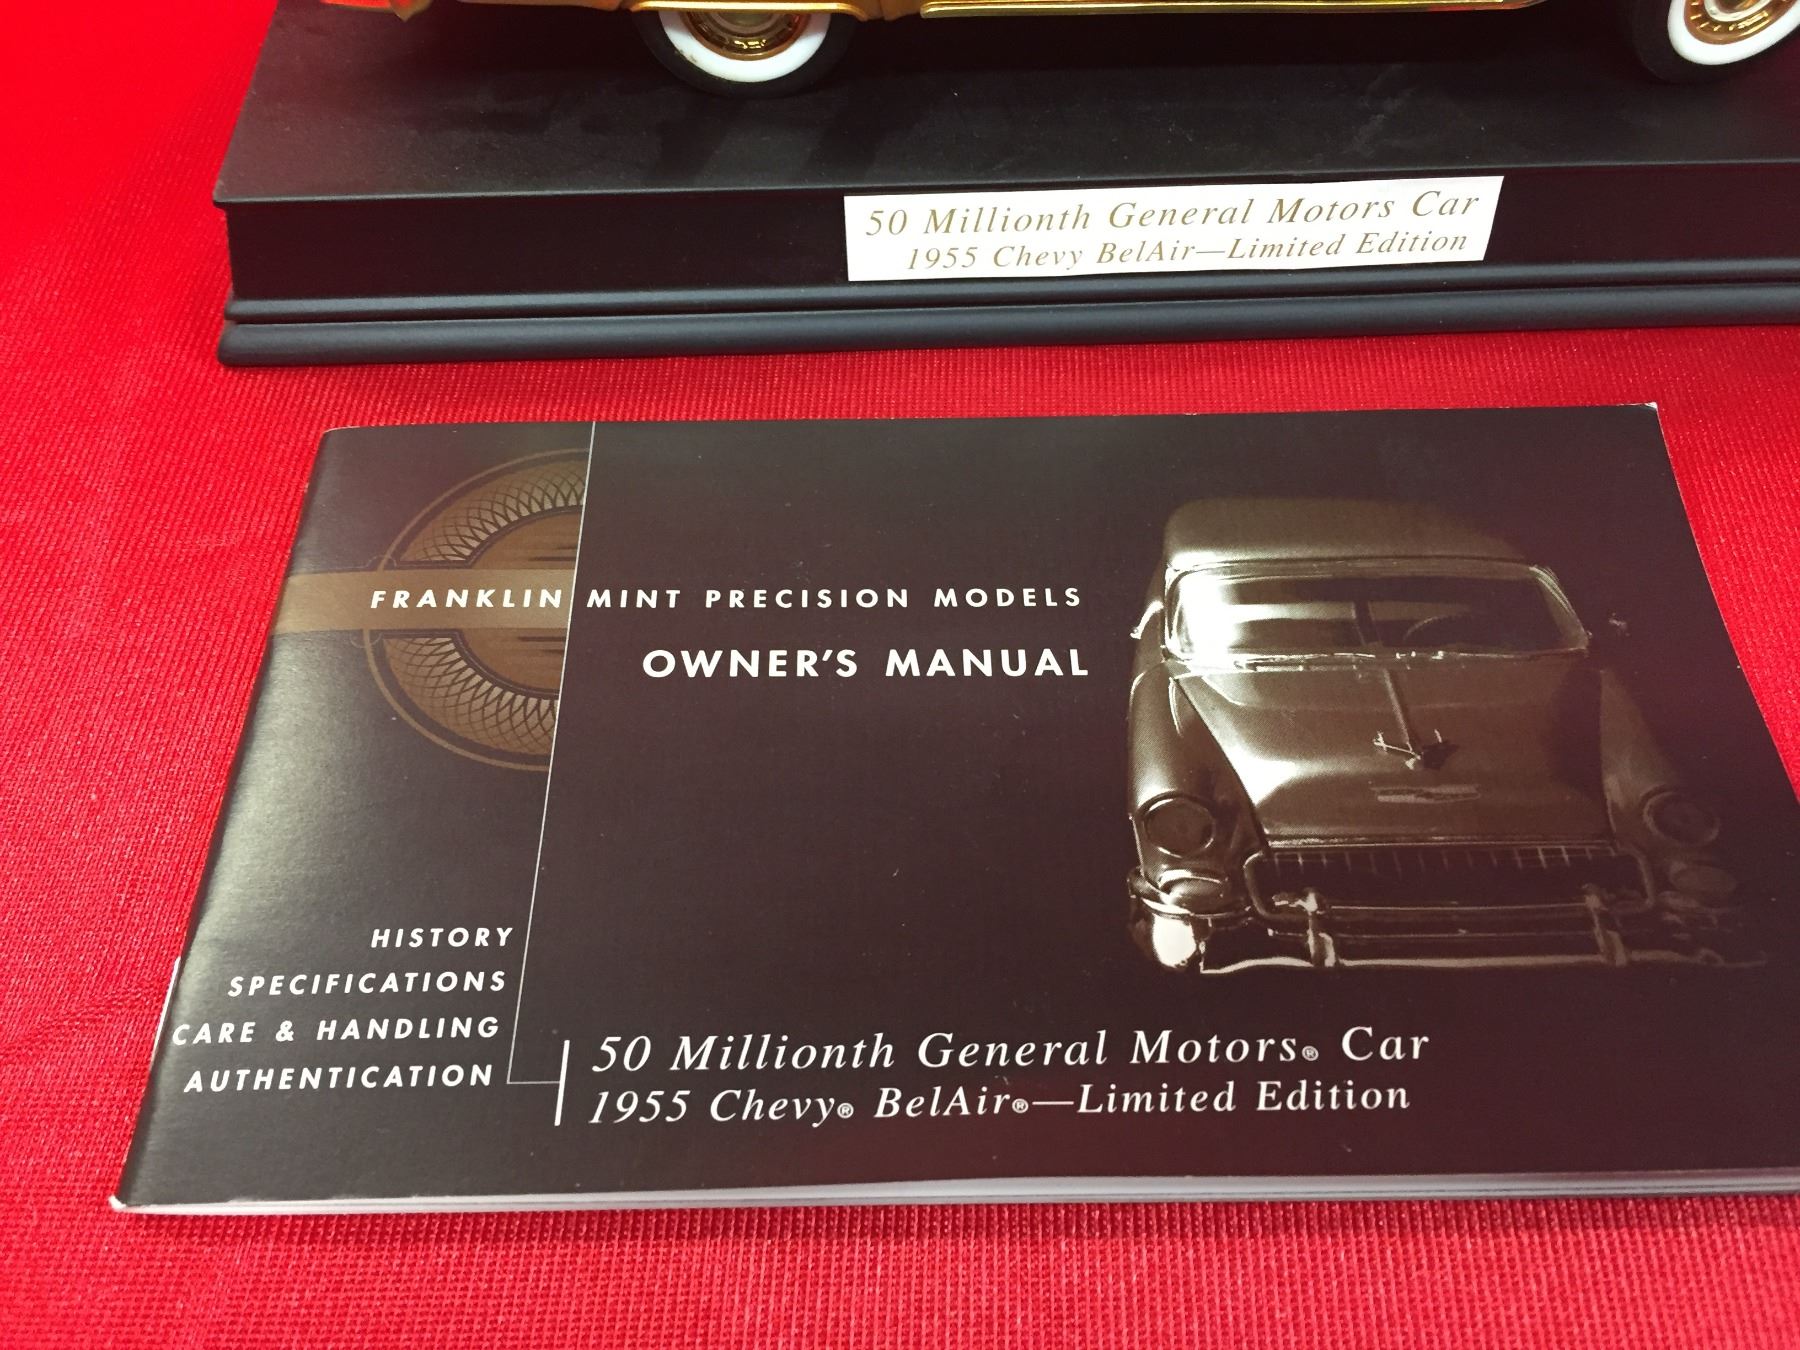 50 Millionth General Motors Car
1955 Chevy BelAir—Limited Edition
FRANKLIN MINT PRECISION MODELS
OWNER'S MANUAL
HISTORY
SPECIFICATIONS
CARE & HANDLING
AUTHENTICATION
50 Millionth General Motors® Car
1955 Chevy® BelAir®—Limited Edition